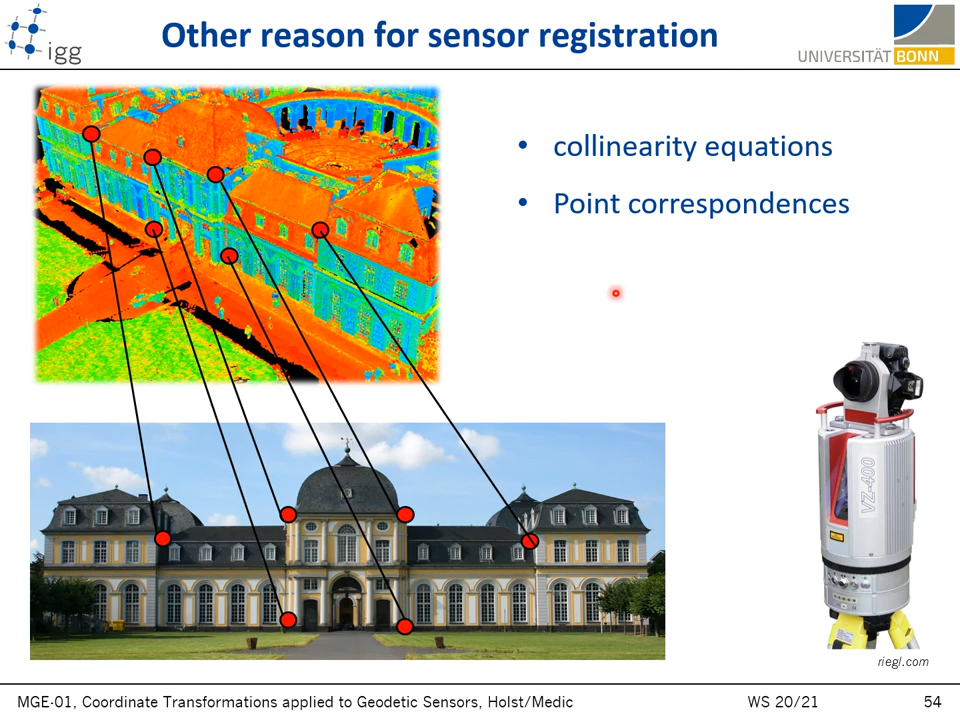 igg
Other reason for sensor registration
UNIVERSITÄT BONN
• collinearity equations
• Point correspondences
VZ-400
riegl.com
MGE-01, Coordinate Transformations applied to Geodetic Sensors, Holst/Medic WS 20/21 54